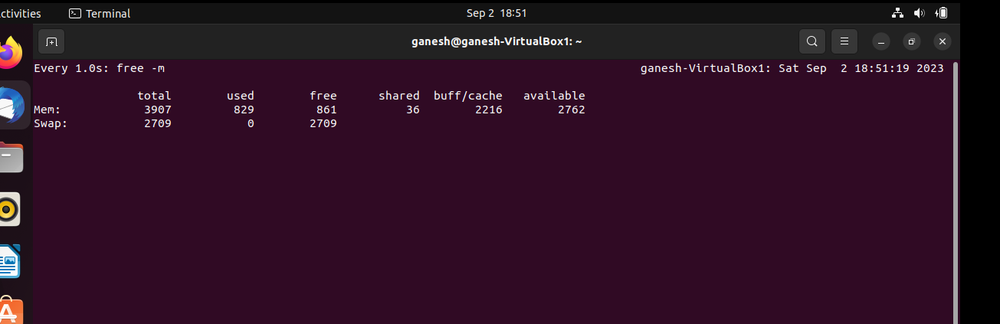 ctivities Terminal Sep 2 18:51
ganesh@ganesh-VirtualBox1: ~
Every 1.0s: free -m ganesh-VirtualBox1: Sat Sep 2 18:51:19 2023
total used free shared buff/cache available
Mem: 3907 829 861 36 2216 2762
Swap: 2709 0 2709